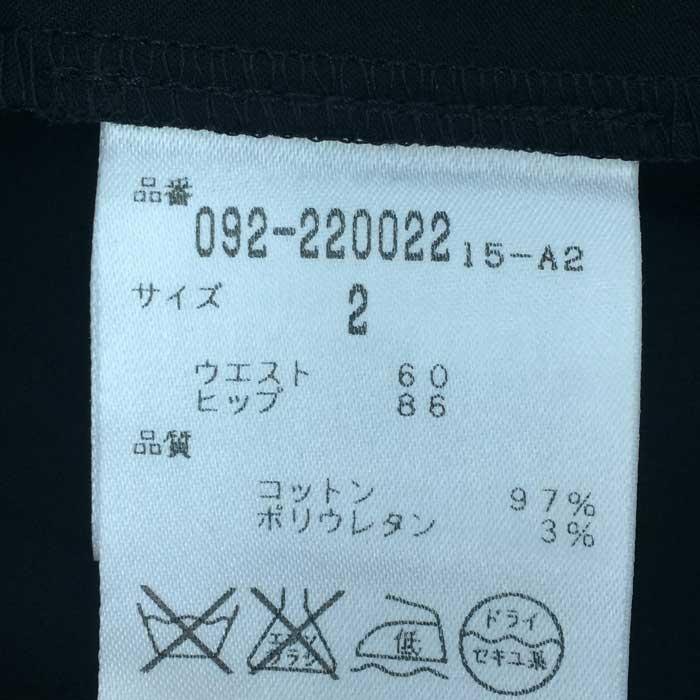 品番
092-220022 15-A2
サイズ 2
ウエスト 60
ヒップ 86
品質
コットン 97%
ポリウレタン 3%
エンソ
サラシ
低
ドライ
セキユ系